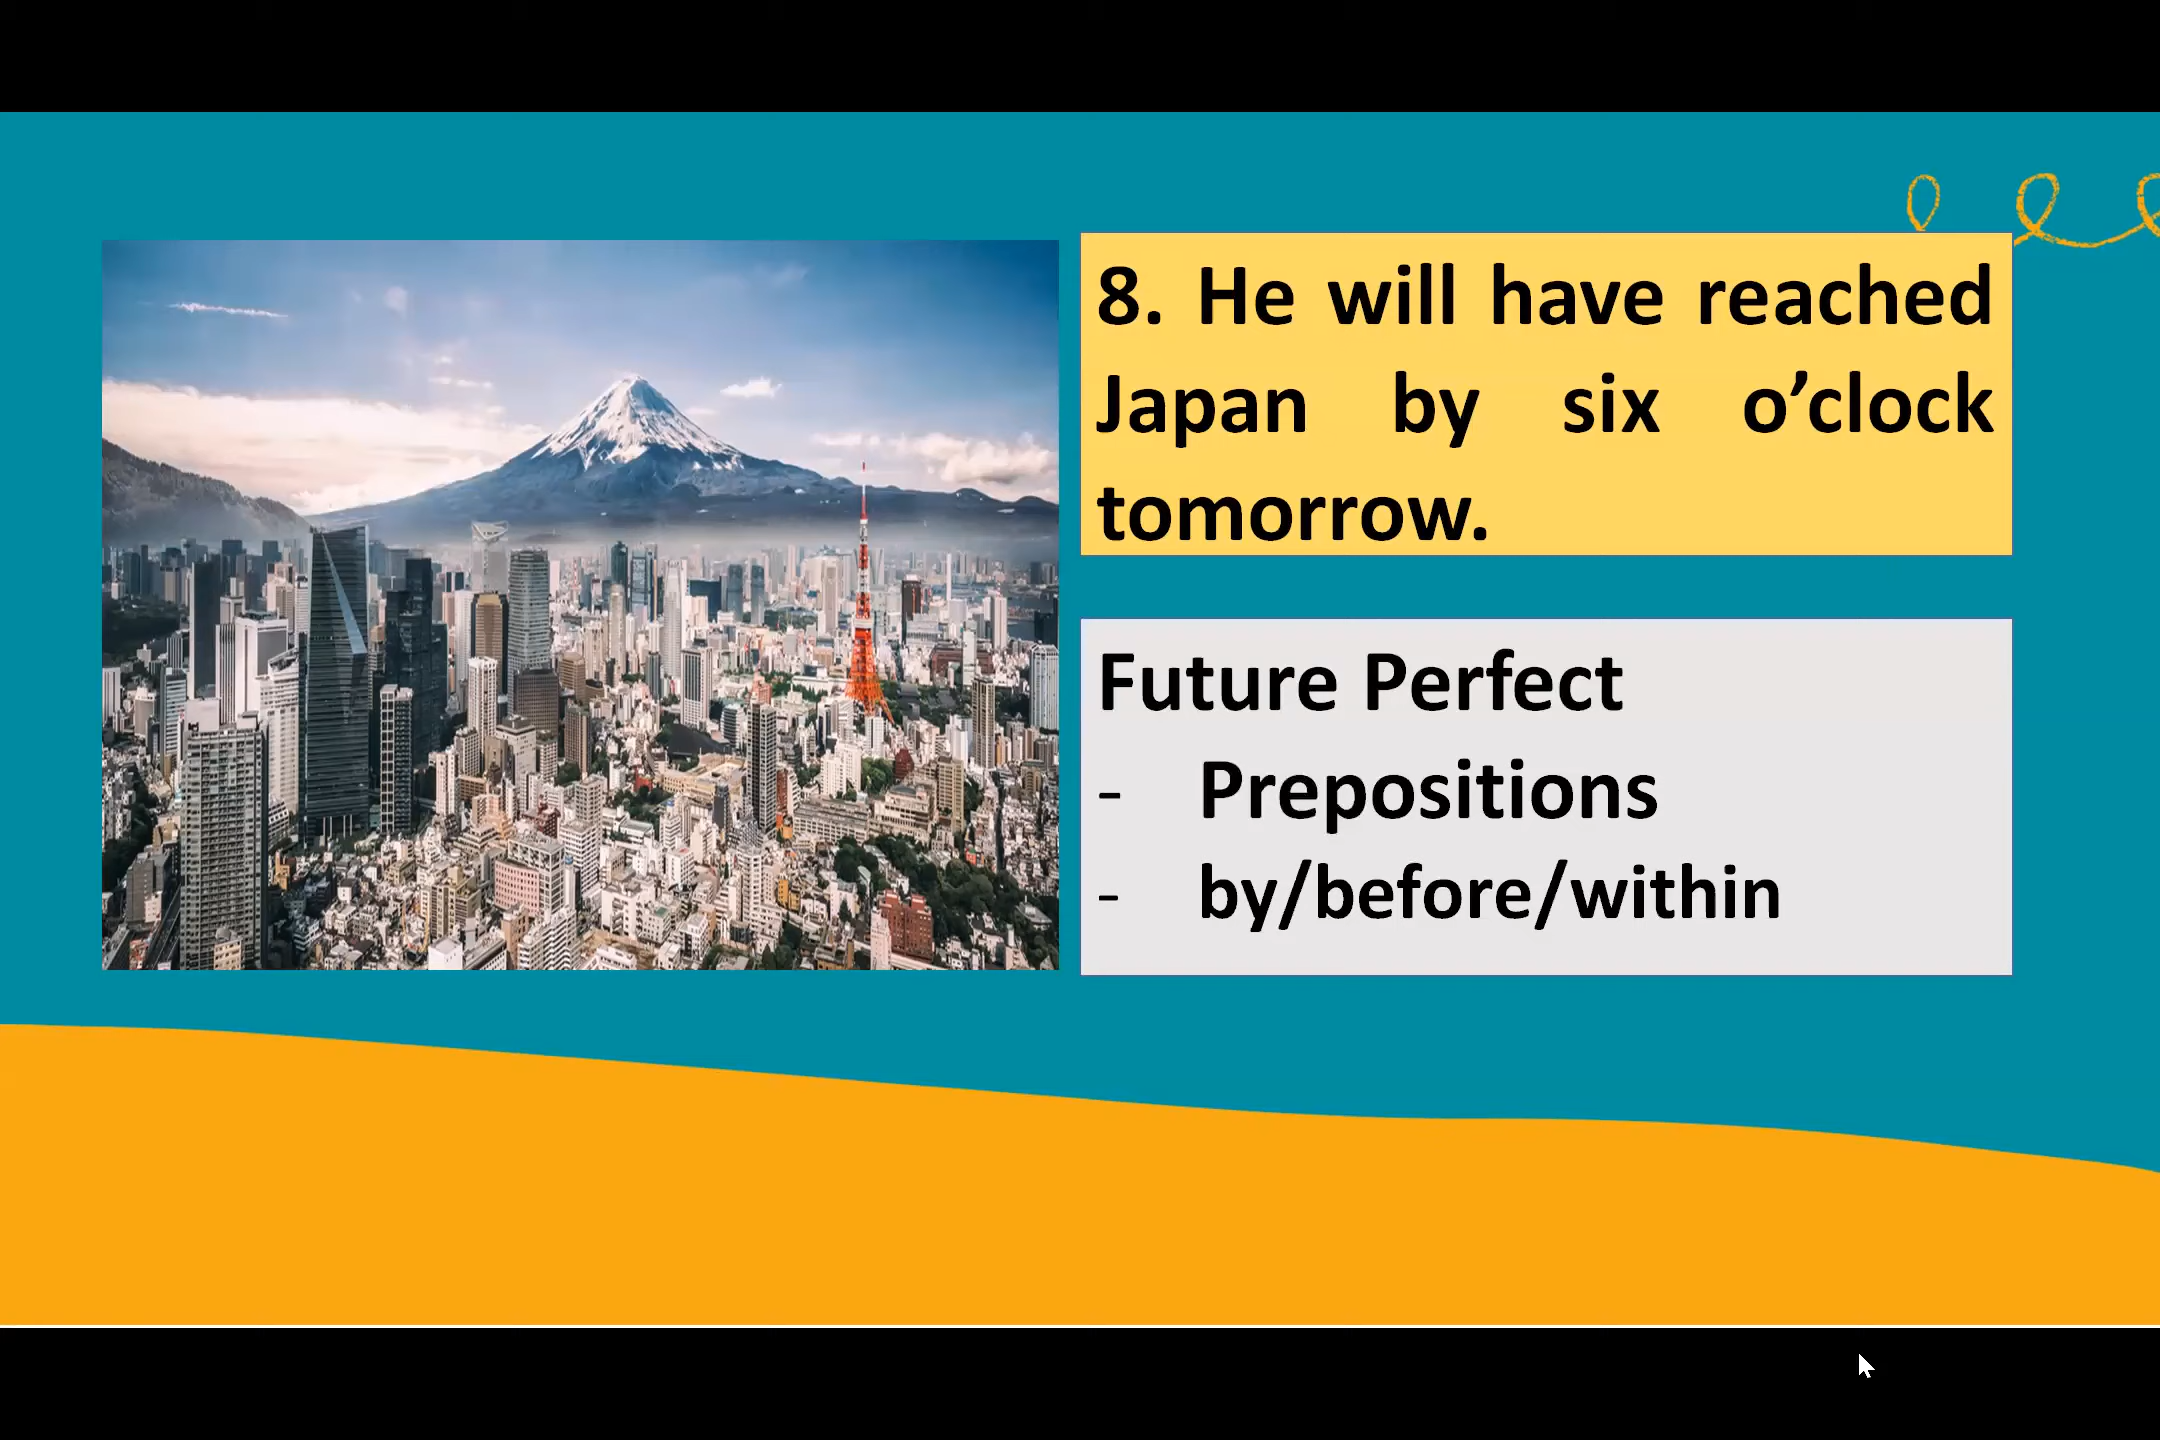 8. He will have reached
Japan by six o’clock
tomorrow.
Future Perfect
- Prepositions
- by/before/within